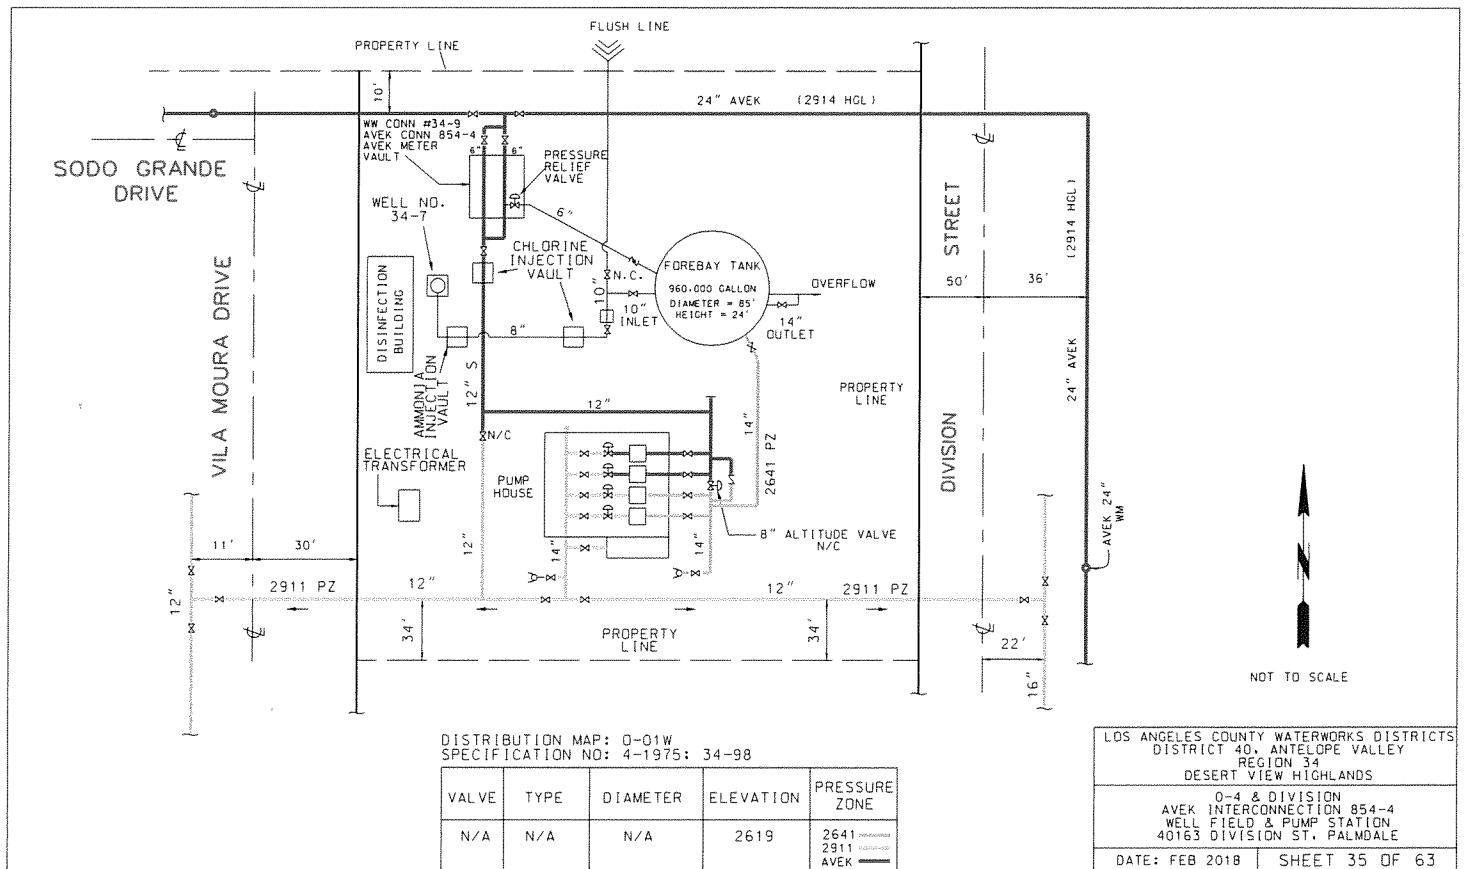 FLUSH LINE
PROPERTY LINE
10'
24" AVEK (2914 HGL)
WW CONN #34-9
AVEK CONN 854-4
AVEK METER
VAULT
6" 6"
PRESSURE
RELIEF
VALVE
SODO GRANDE
DRIVE
WELL NO.
34-7
6"
CHLORINE
INJECTION
VAULT
N.C.
10"
10"
INLET
FOREBAY TANK
960,000 GALLON
DIAMETER = 85'
HEIGHT = 24'
OVERFLOW
14"
OUTLET
STREET
50'
36'
(2914 HGL)
24" AVEK
VILA MOURA DRIVE
DISINFECTION
BUILDING
8"
AMMONIA
INJECTION
VAULT
12" S
12"
N/C
PROPERTY
LINE
14"
2641 PZ
DIVISION
ELECTRICAL
TRANSFORMER
PUMP
HOUSE
8" ALTITUDE VALVE
N/C
AVEK 24"
WM
11'
30'
12"
14"
14"
12"
2911 PZ
12"
12"
2911 PZ
34'
PROPERTY
LINE
34'
22'
16"
N
NOT TO SCALE
DISTRIBUTION MAP: O-01W
SPECIFICATION NO: 4-1975; 34-98
VALVE TYPE DIAMETER ELEVATION PRESSURE ZONE
N/A N/A N/A 2619 2641
2911
AVEK
LOS ANGELES COUNTY WATERWORKS DISTRICTS
DISTRICT 40, ANTELOPE VALLEY
REGION 34
DESERT VIEW HIGHLANDS
O-4 & DIVISION
AVEK INTERCONNECTION 854-4
WELL FIELD & PUMP STATION
40163 DIVISION ST, PALMDALE
DATE: FEB 2018 SHEET 35 OF 63